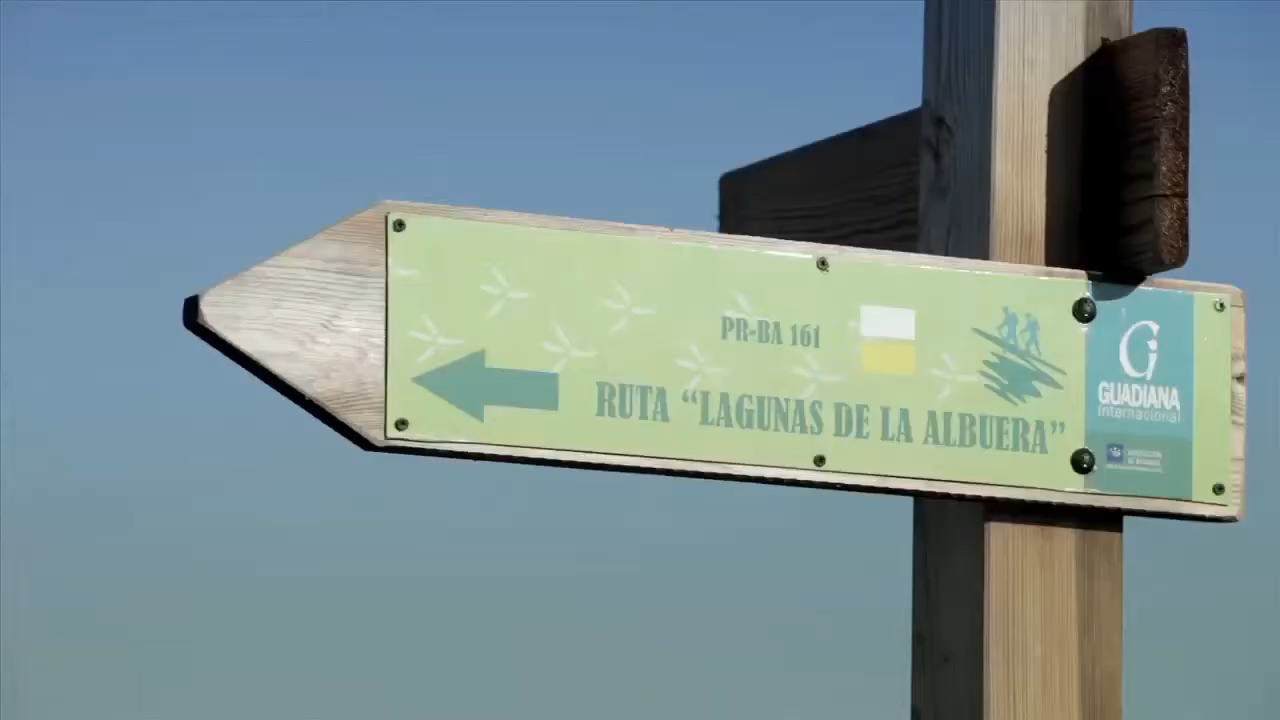 PR-BA 161
RUTA “LAGUNAS DE LA ALBUERA”
G
GUADIANA
internacional